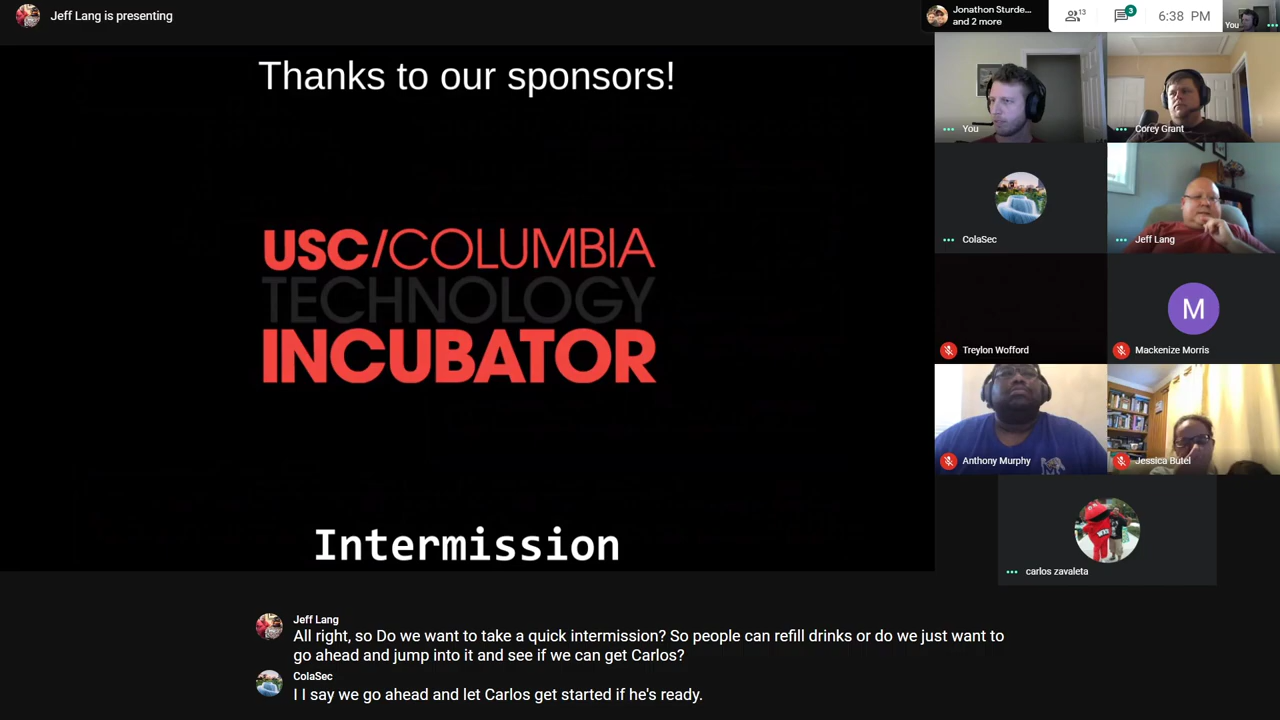 Jeff Lang is presenting
Jonathon Sturde...
and 2 more
13
3
6:38 PM
You
Thanks to our sponsors!
USC/COLUMBIA
TECHNOLOGY
INCUBATOR
Intermission
You
Corey Grant
ColaSec
Jeff Lang
Treylon Wofford
M
Mackenize Morris
Anthony Murphy
Jessica Butel
carlos zavaleta
Jeff Lang
All right, so Do we want to take a quick intermission? So people can refill drinks or do we just want to
go ahead and jump into it and see if we can get Carlos?
ColaSec
I I say we go ahead and let Carlos get started if he's ready.